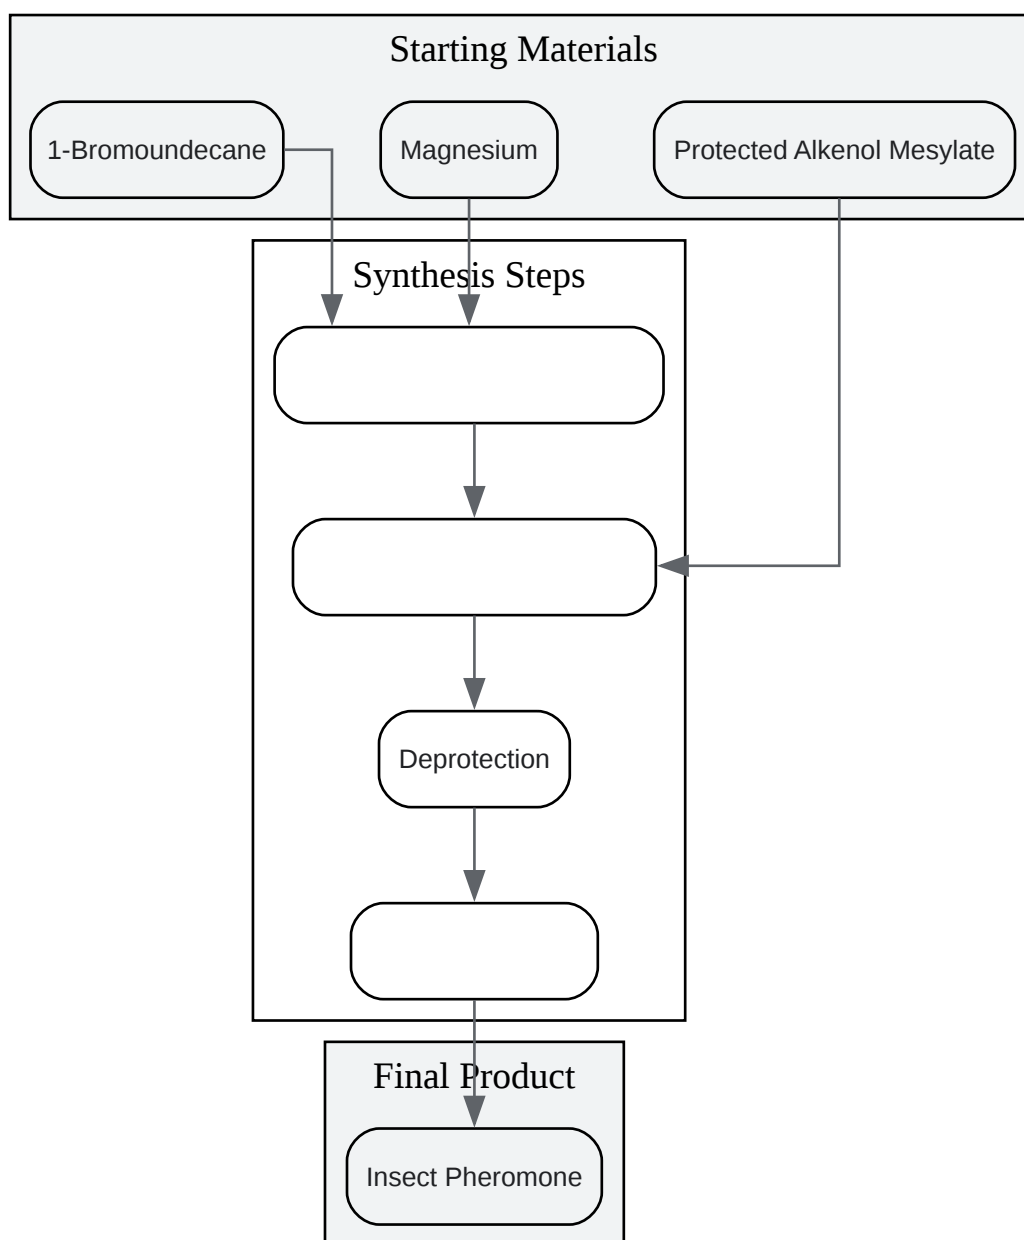 Starting Materials
1-Bromoundecane
Magnesium
Protected Alkenol Mesylate
Synthesis Steps
Deprotection
Final Product
Insect Pheromone